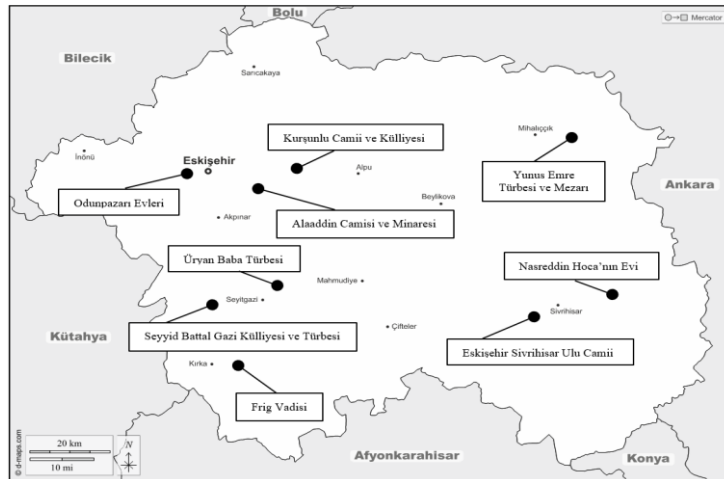 Bolu
Mercator
Bilecik
Sarıcakaya
Kurşunlu Camii ve Külliyesi
Mihalıççık
İnönü
Eskişehir
Alpu
Yunus Emre
Türbesi ve Mezarı
Ankara
Odunpazarı Evleri
Beylikova
Akpınar
Alaaddin Camisi ve Minaresi
Üryan Baba Türbesi
Nasreddin Hoca'nın Evi
Mahmudiye
Seyitgazi
Sivrihisar
Kütahya
Seyyid Battal Gazi Külliyesi ve Türbesi
Çifteler
Eskişehir Sivrihisar Ulu Camii
Kırka
Frig Vadisi
20 km
N
10 mi
Afyonkarahisar
Konya
© d-maps.com